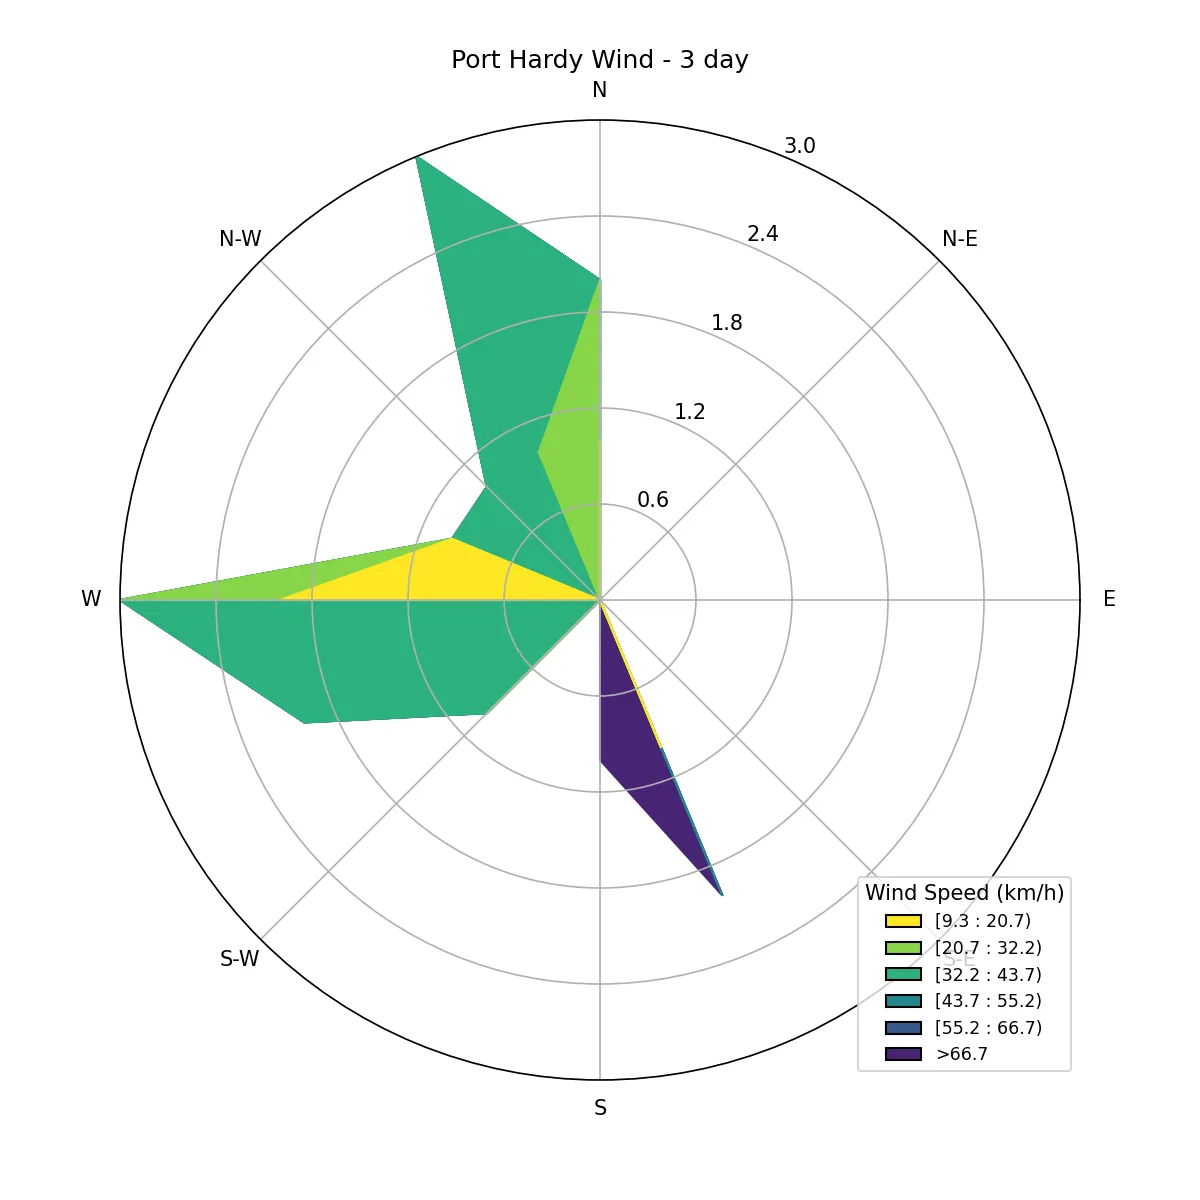 Port Hardy Wind - 3 day
N
3.0
N-W
2.4
N-E
1.8
1.2
0.6
W
E
Wind Speed (km/h)
[9.3 : 20.7)
[20.7 : 32.2)
S-W
S-E
[32.2 : 43.7)
[43.7 : 55.2)
[55.2 : 66.7)
>66.7
S